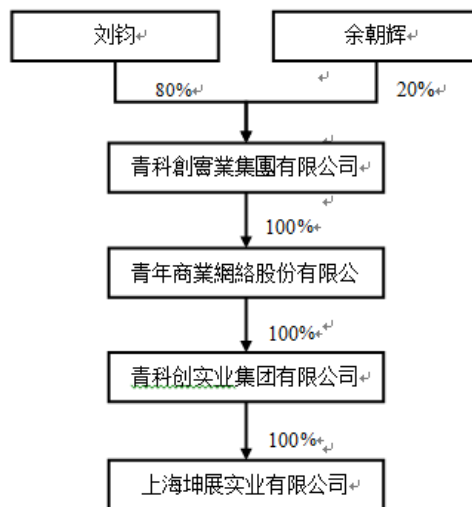 刘钧
余朝辉
80%
20%
青科創實業集團有限公司
100%
青年商業網絡股份有限公
100%
青科创实业集团有限公司
100%
上海坤展实业有限公司